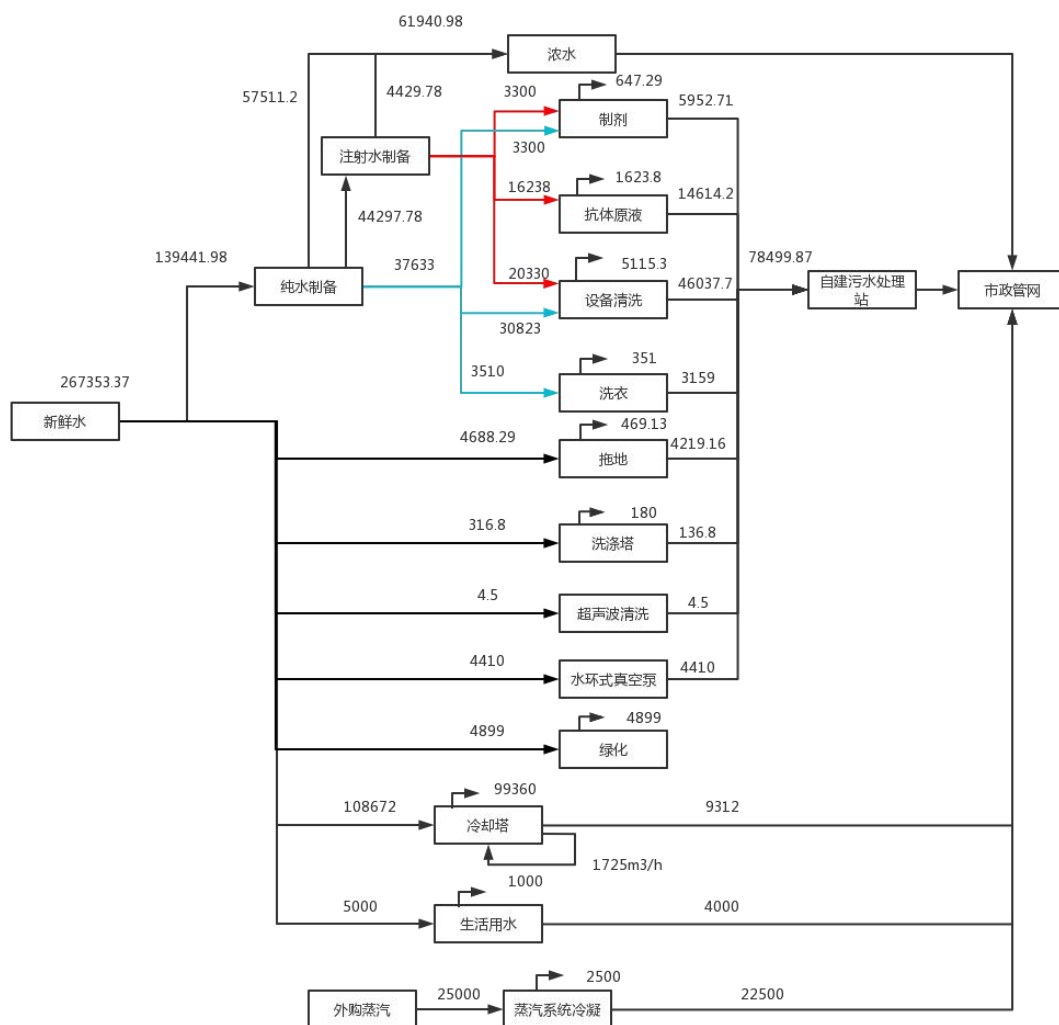 61940.98
浓水
57511.2
4429.78
3300
647.29
5952.71
制剂
3300
注射水制备
16238
1623.8
14614.2
抗体原液
44297.78
139441.98
纯水制备
37633
20330
5115.3
46037.7
设备清洗
30823
78499.87
自建污水处理
站
市政管网
3510
351
3159
洗衣
267353.37
新鲜水
4688.29
469.13
4219.16
拖地
316.8
180
136.8
洗涤塔
4.5
超声波清洗
4.5
4410
水环式真空泵
4410
4899
4899
绿化
108672
99360
9312
冷却塔
1725m3/h
5000
1000
4000
生活用水
外购蒸汽
25000
2500
22500
蒸汽系统冷凝